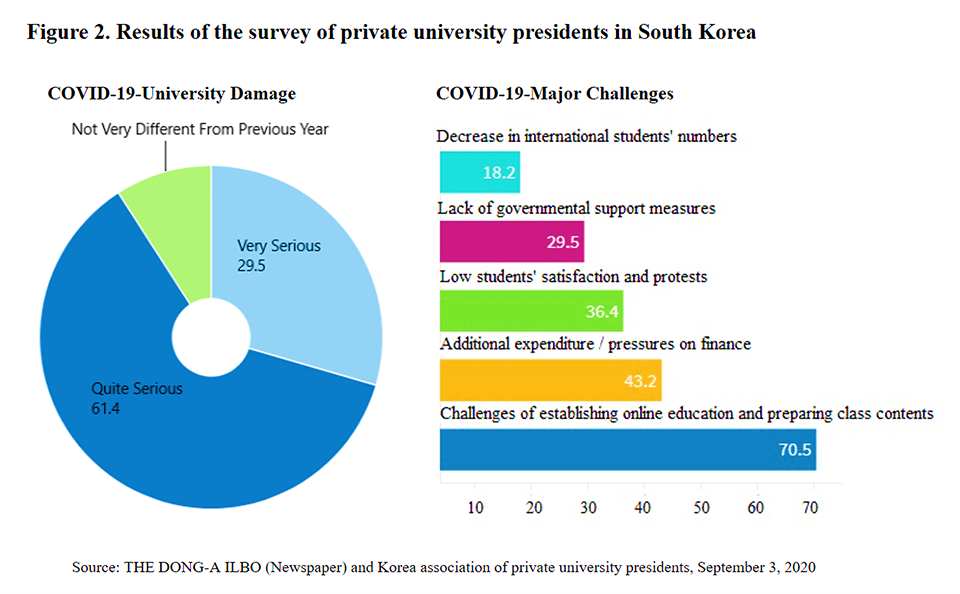 Figure 2. Results of the survey of private university presidents in South Korea
COVID-19-University Damage
Not Very Different From Previous Year
Very Serious
29.5
Quite Serious
61.4
COVID-19-Major Challenges
Decrease in international students' numbers
18.2
Lack of governmental support measures
29.5
Low students' satisfaction and protests
36.4
Additional expenditure / pressures on finance
43.2
Challenges of establishing online education and preparing class contents
70.5
10 20 30 40 50 60 70
Source: THE DONG-A ILBO (Newspaper) and Korea association of private university presidents, September 3, 2020